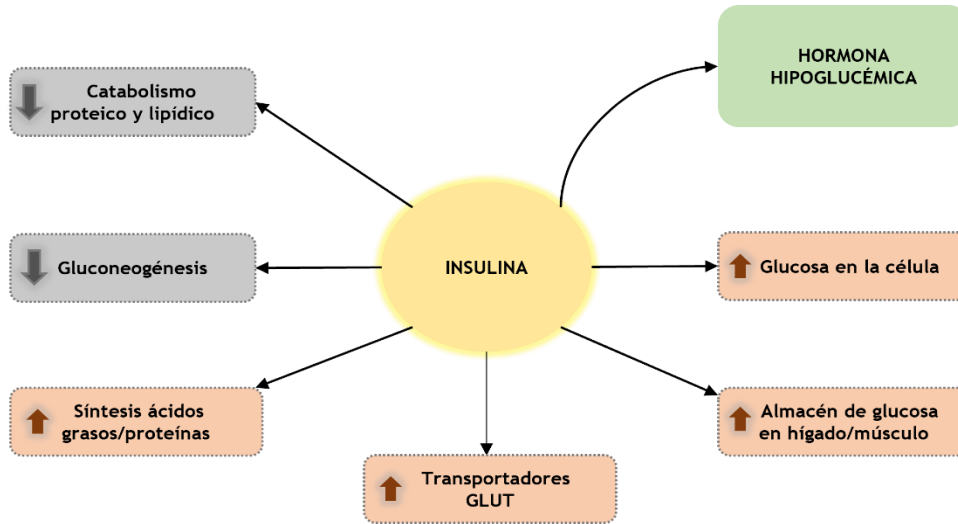 HORMONA
HIPOGLUCÉMICA
Catabolismo
proteico y lipídico
Gluconeogénesis
INSULINA
Glucosa en la célula
Síntesis ácidos
grasos/proteínas
Almacén de glucosa
en hígado/músculo
Transportadores
GLUT